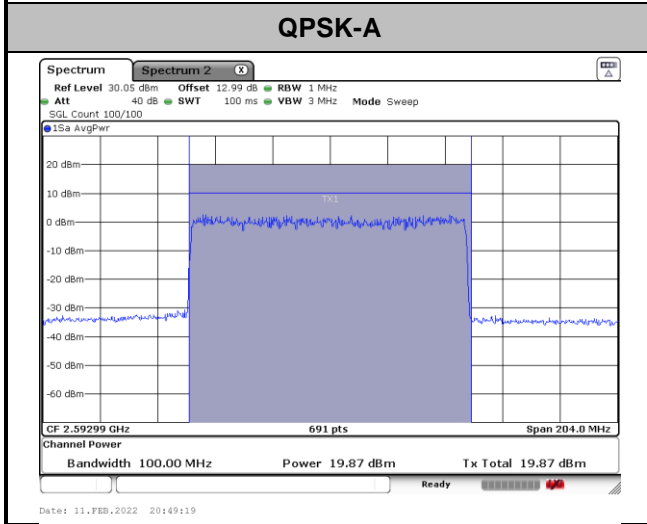 QPSK-A
Spectrum Spectrum 2 X
Ref Level 30.05 dBm Offset 12.99 dB RBW 1 MHz
Att 40 dB SWT 100 ms VBW 3 MHz Mode Sweep
SGL Count 100/100
1Sa AvgPwr
20 dBm
10 dBm
TX1
0 dBm
-10 dBm
-20 dBm
-30 dBm
-40 dBm
-50 dBm
-60 dBm
CF 2.59299 GHz 691 pts Span 204.0 MHz
Channel Power
Bandwidth 100.00 MHz Power 19.87 dBm Tx Total 19.87 dBm
Ready
Date: 11.FEB.2022 20:49:19